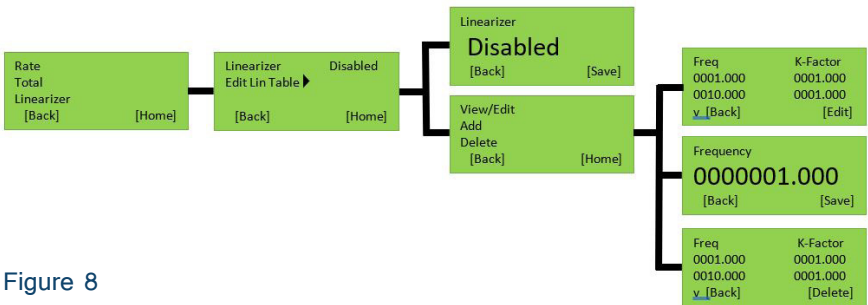 Rate
Total
Linearizer
[Back] [Home]
Linearizer Disabled
Edit Lin Table
[Back] [Home]
Linearizer
Disabled
[Back] [Save]
View/Edit
Add
Delete
[Back] [Home]
Freq K-Factor
0001.000 0001.000
0010.000 0001.000
v [Back] [Edit]
Frequency
0000001.000
[Back] [Save]
Freq K-Factor
0001.000 0001.000
0010.000 0001.000
v [Back] [Delete]
Figure 8